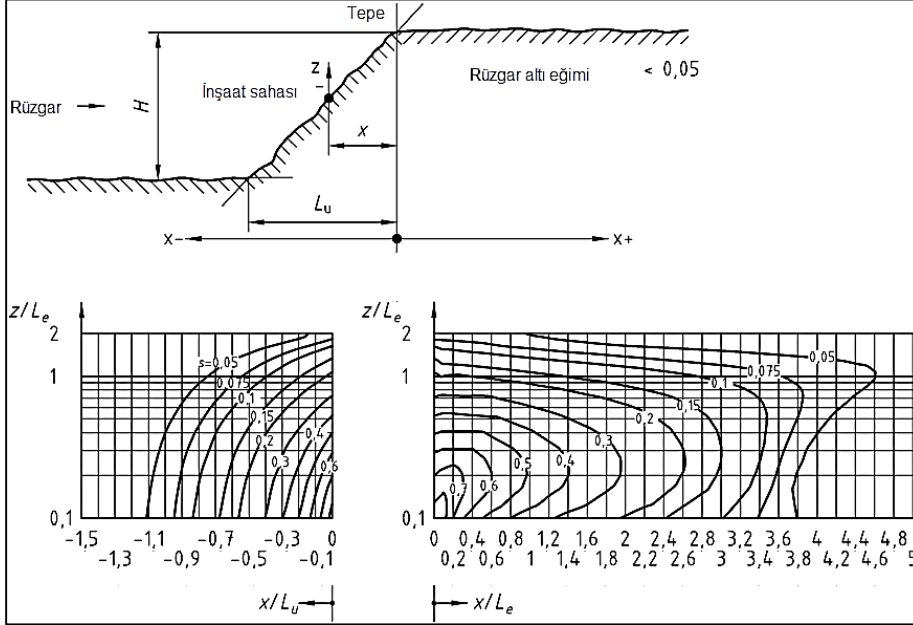 Tepe
z
Rüzgar altı eğimi < 0,05
İnşaat sahası
Rüzgar
H
x
L_u
x-
x+
z/L_e
2
1
0,1
s=0,05
0,075
0,1
0,15
0,2
0,3
0,4
0,6
-1,5 -1,1 -0,7 -0,3 0
-1,3 -0,9 -0,5 -0,1
x/L_u
z/L_e
2
1
0,1
0,05
0,075
0,1
0,15
0,2
0,3
0,4
0,5
0,6
0,7
0 0,4 0,8 1,2 1,6 2 2,4 2,8 3,2 3,6 4 4,4 4,8
0,2 0,6 1 1,4 1,8 2,2 2,6 3 3,4 3,8 4,2 4,6 5
x/L_e